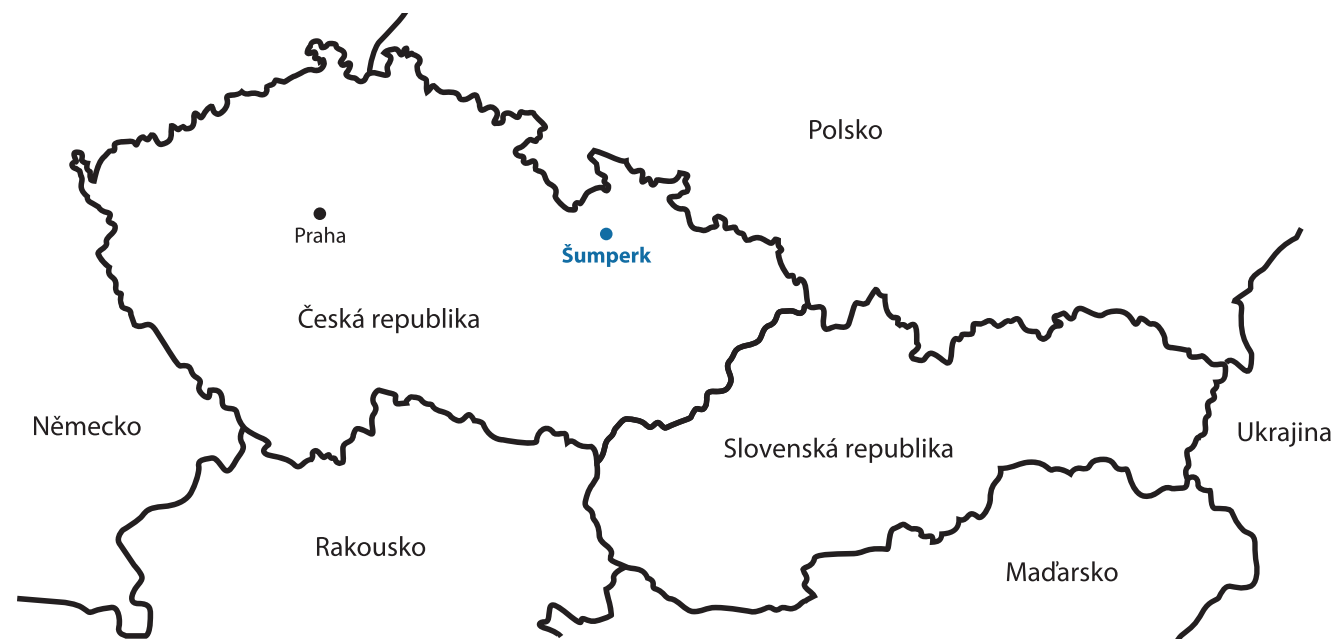 Polsko
Praha
Šumperk
Česká republika
Německo
Slovenská republika
Ukrajina
Rakousko
Maďarsko